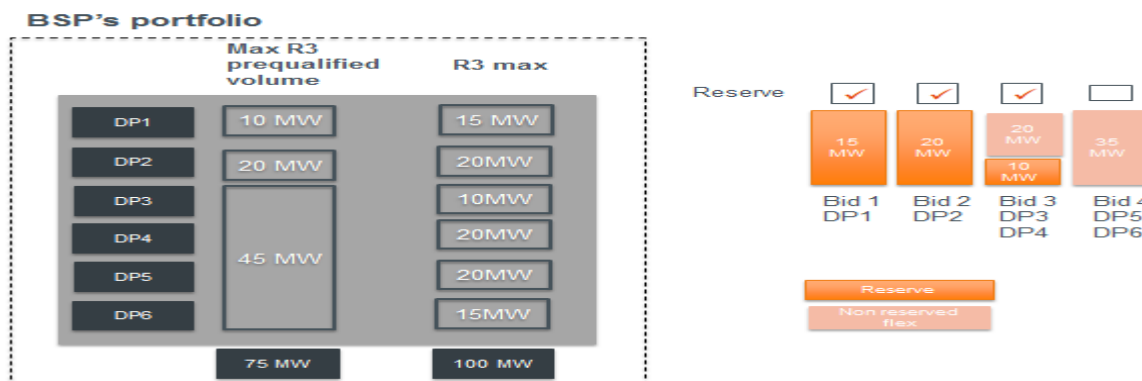 BSP's portfolio
Max R3
prequalified
volume
R3 max
DP1
10 MW
15 MW
DP2
20 MW
20MW
DP3
10MW
DP4
45 MW
20MW
DP5
20MW
DP6
15MW
75 MW
100 MW
Reserve
15
MW
20
MW
20
MW
10
MW
35
MW
Bid 1
DP1
Bid 2
DP2
Bid 3
DP3
DP4
Bid 4
DP5
DP6
Reserve
Non reserved
flex